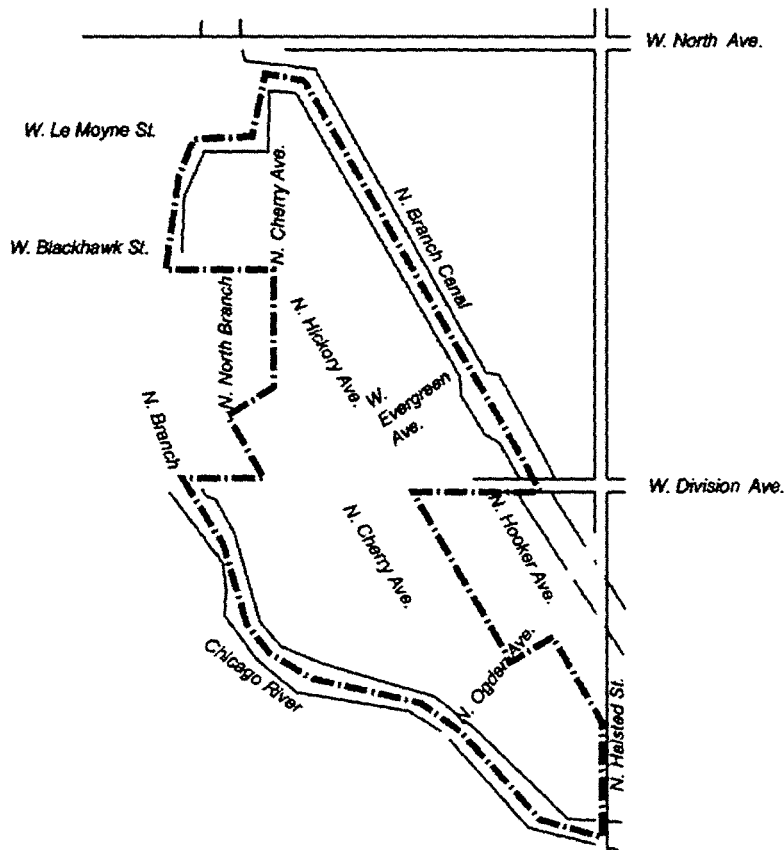 W. North Ave.
W. Le Moyne St.
N. Cherry Ave.
N. Branch Canal
W. Blackhawk St.
N. North Branch
N. Hickory Ave.
W.
Evergreen
Ave.
N. Branch
W. Division Ave.
N. Hooker Ave.
N. Cherry Ave.
N. Ogden Ave.
Chicago River
N. Halsted St.